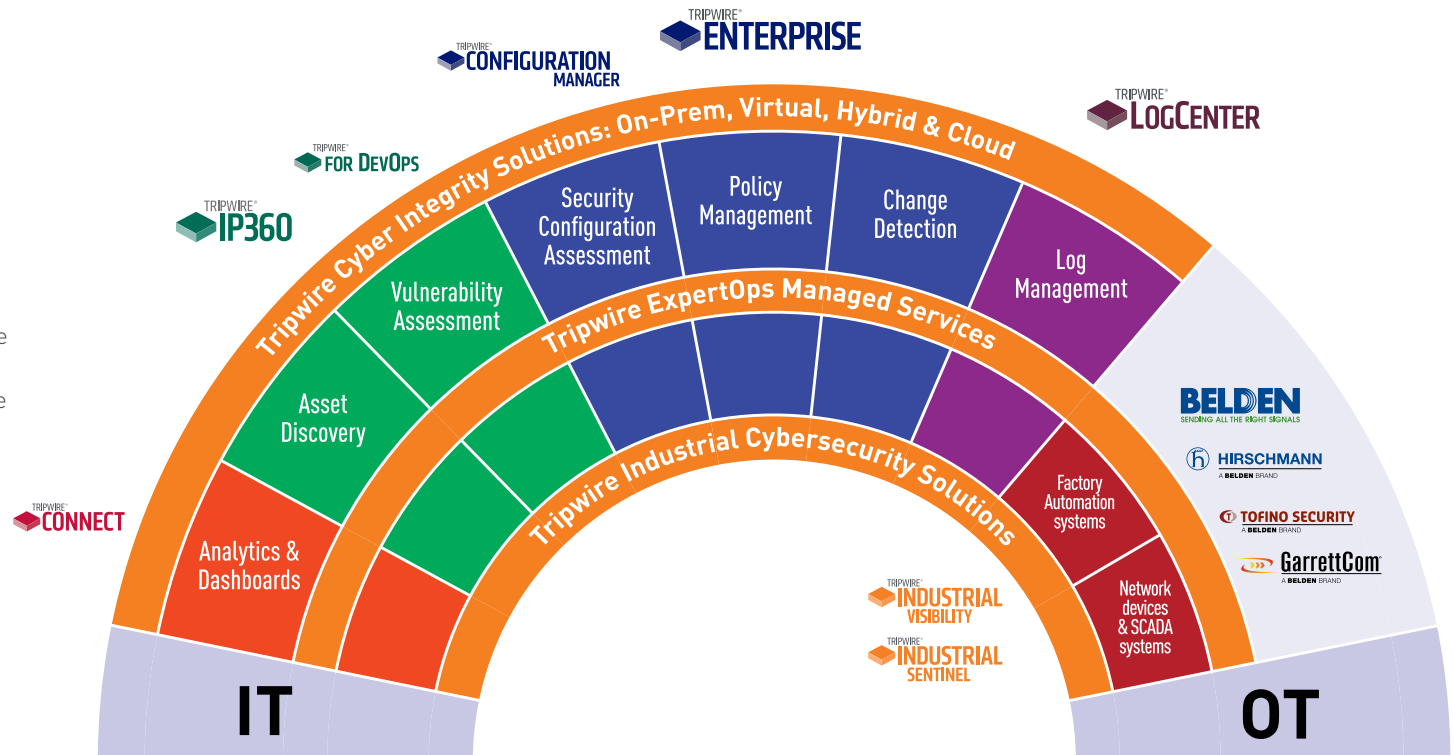 TRIPWIRE®
ENTERPRISE
TRIPWIRE®
CONFIGURATION
MANAGER
TRIPWIRE®
LOGCENTER
TRIPWIRE®
FOR DEVOPS
TRIPWIRE®
IP360
TRIPWIRE®
CONNECT
Tripwire Cyber Integrity Solutions: On-Prem, Virtual, Hybrid & Cloud
Analytics &
Dashboards
Asset
Discovery
Vulnerability
Assessment
Security
Configuration
Assessment
Policy
Management
Change
Detection
Log
Management
Tripwire ExpertOps Managed Services
Factory
Automation
systems
Network
devices
& SCADA
systems
Tripwire Industrial Cybersecurity Solutions
TRIPWIRE®
INDUSTRIAL
VISIBILITY
TRIPWIRE®
INDUSTRIAL
SENTINEL
BELDEN
SENDING ALL THE RIGHT SIGNALS
HIRSCHMANN
A BELDEN BRAND
TOFINO SECURITY
A BELDEN BRAND
GarrettCom®
A BELDEN BRAND
IT
OT